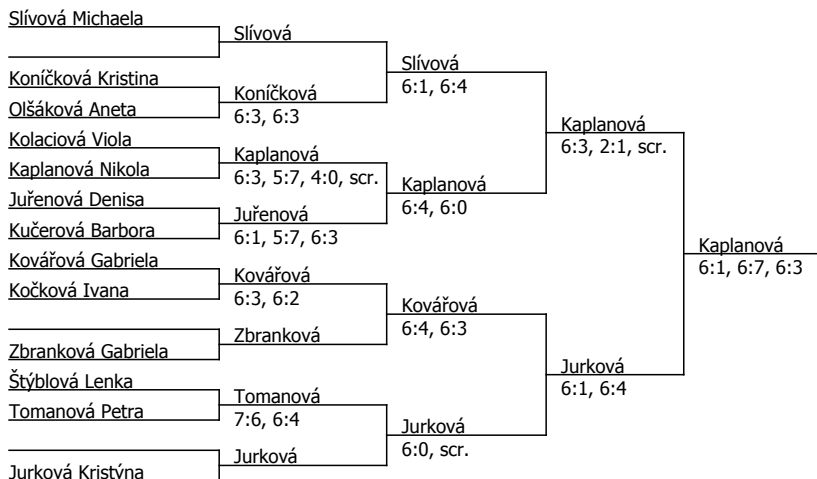 Slívová Michaela
Koníčková Kristina
Olšáková Aneta
Kolaciová Viola
Kaplanová Nikola
Juřenová Denisa
Kučerová Barbora
Kovářová Gabriela
Kočková Ivana
Zbranková Gabriela
Štýblová Lenka
Tomanová Petra
Jurková Kristýna
Slívová
Koníčková
6:3, 6:3
Kaplanová
6:3, 5:7, 4:0, scr.
Juřenová
6:1, 5:7, 6:3
Kovářová
6:3, 6:2
Zbranková
Tomanová
7:6, 6:4
Jurková
Slívová
6:1, 6:4
Kaplanová
6:4, 6:0
Kovářová
6:4, 6:3
Jurková
6:0, scr.
Kaplanová
6:3, 2:1, scr.
Jurková
6:1, 6:4
Kaplanová
6:1, 6:7, 6:3